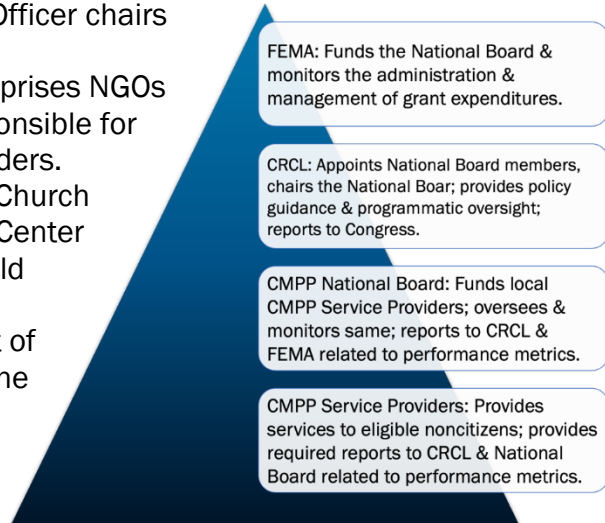 Officer chairs
prises NGOs
onsible for
ders.
Church
Center
ld
of
ne
FEMA: Funds the National Board &
monitors the administration &
management of grant expenditures.
CRCL: Appoints National Board members,
chairs the National Boar; provides policy
guidance & programmatic oversight;
reports to Congress.
CMPP National Board: Funds local
CMPP Service Providers; oversees &
monitors same; reports to CRCL &
FEMA related to performance metrics.
CMPP Service Providers: Provides
services to eligible noncitizens; provides
required reports to CRCL & National
Board related to performance metrics.